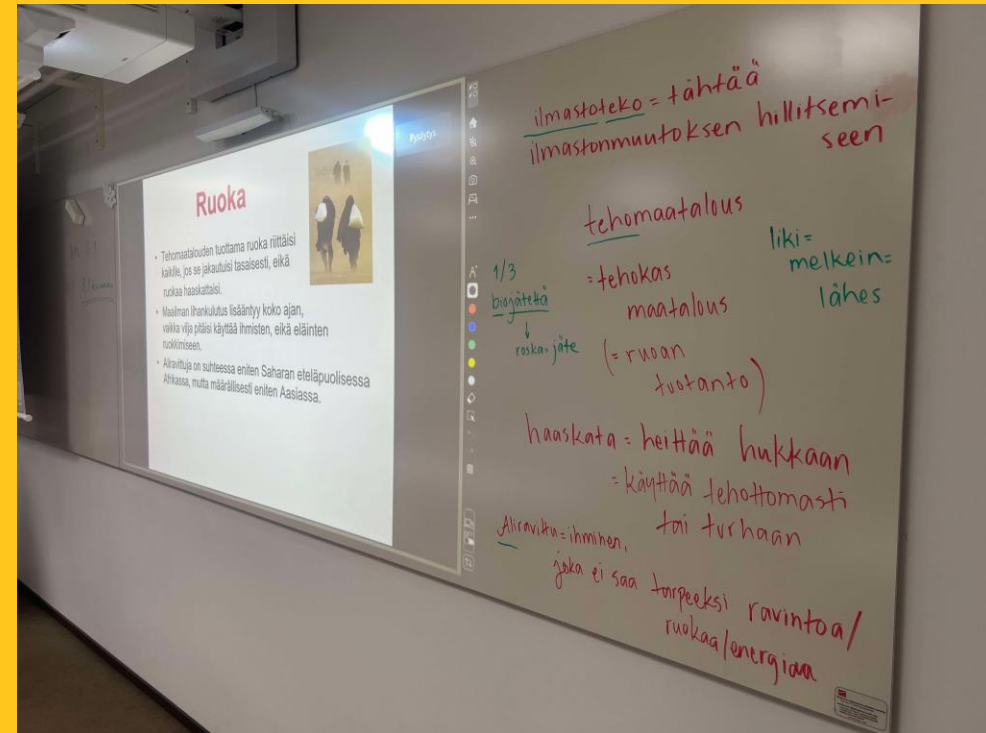 Pysäytys
Ruoka
• Tehomaatalouden tuottama ruoka riittäisi
kaikille, jos se jakautuisi tasaisesti, eikä
ruokaa haaskattaisi.
• Maailman lihankulutus lisääntyy koko ajan,
vaikka vilja pitäisi käyttää ihmisten, eikä eläinten
ruokkimiseen.
• Aliravittuja on suhteessa eniten Saharan eteläpuolisessa
Afrikassa, mutta määrällisesti eniten Aasiassa.
ilmastoteko = tähtää
ilmastonmuutoksen hillitsemi-
seen
tehomaatalous
= tehokas
maatalous
(= ruoan
tuotanto)
liki =
melkein =
lähes
1/3
biojätettä
↓
roska = jäte
haaskata = heittää hukkaan
= käyttää tehottomasti
tai turhaan
Aliravittu = ihminen,
joka ei saa tarpeeksi ravintoa/
ruokaa/energiaa